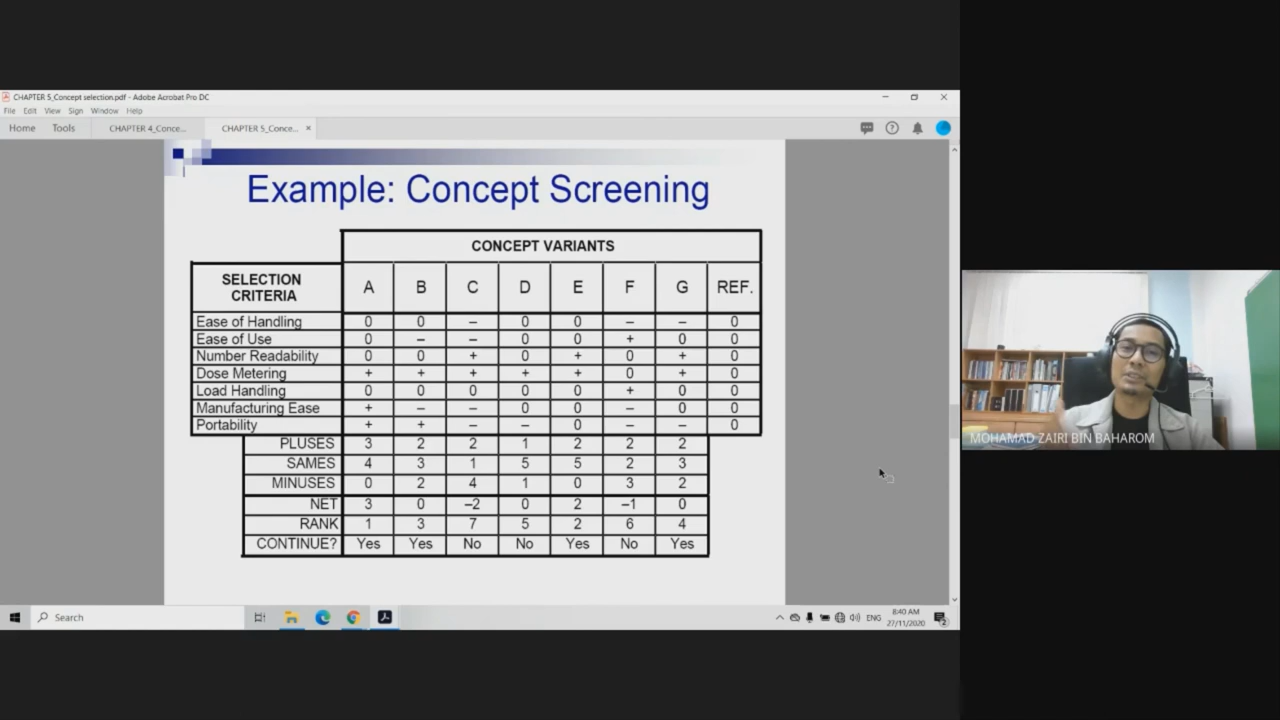 CHAPTER 5_Concept selection.pdf - Adobe Acrobat Pro DC
File Edit View Sign Window Help
Home Tools CHAPTER 4_Conce... CHAPTER 5_Conce... ×
Example: Concept Screening
CONCEPT VARIANTS
SELECTION CRITERIA A B C D E F G REF.
Ease of Handling 0 0 – 0 0 – – 0
Ease of Use 0 – – 0 0 + 0 0
Number Readability 0 0 + 0 + 0 + 0
Dose Metering + + + + + 0 + 0
Load Handling 0 0 0 0 0 + 0 0
Manufacturing Ease + – – 0 0 – 0 0
Portability + + – – 0 – – 0
PLUSES 3 2 2 1 2 2 2
SAMES 4 3 1 5 5 2 3
MINUSES 0 2 4 1 0 3 2
NET 3 0 –2 0 2 –1 0
RANK 1 3 7 5 2 6 4
CONTINUE? Yes Yes No No Yes No Yes
MOHAMAD ZAIRI BIN BAHAROM
Search
ENG
8:40 AM
27/11/2020
2